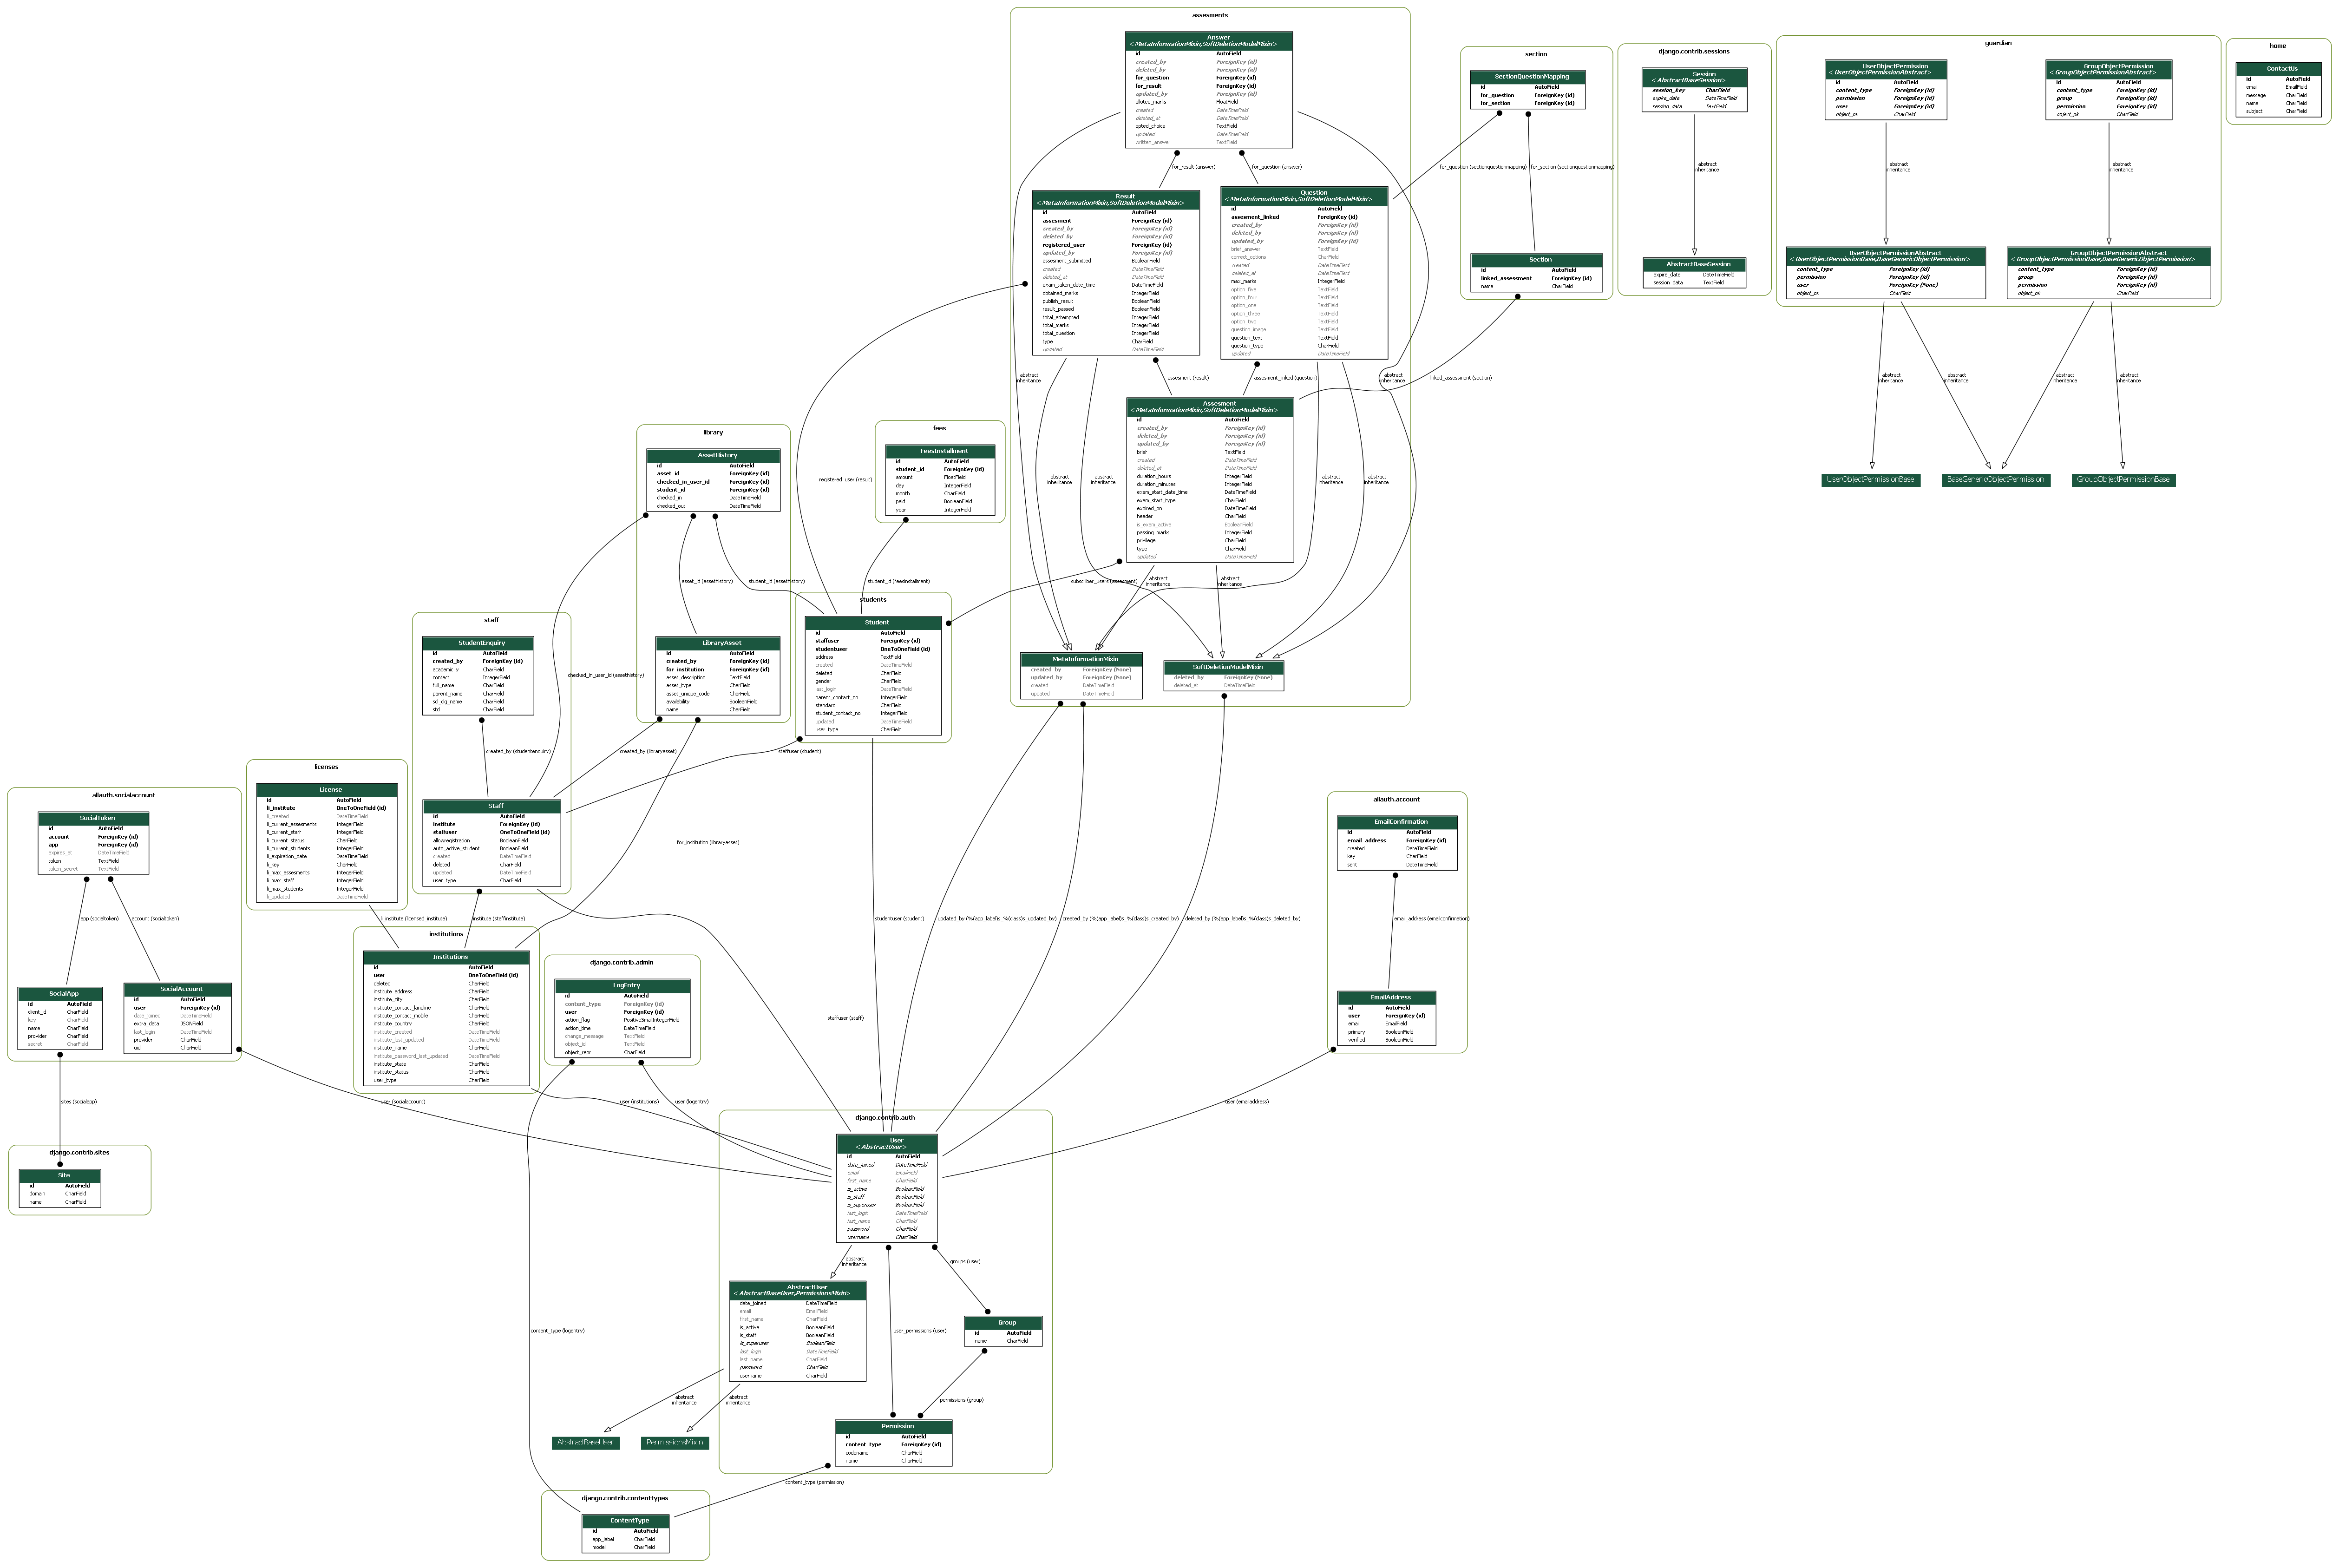 assesments
Answer
<MetaInformationMixin,SoftDeletionModelMixin>
id AutoField
created_by ForeignKey (id)
deleted_by ForeignKey (id)
for_question ForeignKey (id)
for_result ForeignKey (id)
updated_by ForeignKey (id)
alloted_marks FloatField
created DateTimeField
deleted_at DateTimeField
opted_choice TextField
updated DateTimeField
written_answer TextField
for_result (answer)
for_question (answer)
Result
<MetaInformationMixin,SoftDeletionModelMixin>
id AutoField
assesment ForeignKey (id)
created_by ForeignKey (id)
deleted_by ForeignKey (id)
registered_user ForeignKey (id)
updated_by ForeignKey (id)
assesment_submitted BooleanField
created DateTimeField
deleted_at DateTimeField
exam_taken_date_time DateTimeField
obtained_marks IntegerField
publish_result BooleanField
result_passed BooleanField
total_attempted IntegerField
total_marks IntegerField
total_question IntegerField
type CharField
updated DateTimeField
Question
<MetaInformationMixin,SoftDeletionModelMixin>
id AutoField
assesment_linked ForeignKey (id)
created_by ForeignKey (id)
deleted_by ForeignKey (id)
updated_by ForeignKey (id)
brief_answer TextField
correct_options CharField
created DateTimeField
deleted_at DateTimeField
max_marks IntegerField
option_five TextField
option_four TextField
option_one TextField
option_three TextField
option_two TextField
question_image TextField
question_text TextField
question_type CharField
updated DateTimeField
abstract
inheritance
assesment (result)
assesment_linked (question)
abstract
inheritance
Assesment
<MetaInformationMixin,SoftDeletionModelMixin>
id AutoField
created_by ForeignKey (id)
deleted_by ForeignKey (id)
updated_by ForeignKey (id)
brief TextField
created DateTimeField
deleted_at DateTimeField
duration_hours IntegerField
duration_minutes IntegerField
exam_start_date_time DateTimeField
exam_start_type CharField
expired_on DateTimeField
header CharField
is_exam_active BooleanField
passing_marks IntegerField
privilege CharField
type CharField
updated DateTimeField
abstract
inheritance
abstract
inheritance
abstract
inheritance
abstract
inheritance
abstract
inheritance
abstract
inheritance
subscriber_users (assesment)
MetaInformationMixin
created_by ForeignKey (None)
updated_by ForeignKey (None)
created DateTimeField
updated DateTimeField
SoftDeletionModelMixin
deleted_by ForeignKey (None)
deleted_at DateTimeField
section
SectionQuestionMapping
id AutoField
for_question ForeignKey (id)
for_section ForeignKey (id)
for_question (sectionquestionmapping)
for_section (sectionquestionmapping)
Section
id AutoField
linked_assessment ForeignKey (id)
name CharField
linked_assessment (section)
django.contrib.sessions
Session
<AbstractBaseSession>
session_key CharField
expire_date DateTimeField
session_data TextField
abstract
inheritance
AbstractBaseSession
expire_date DateTimeField
session_data TextField
guardian
UserObjectPermission
<UserObjectPermissionAbstract>
id AutoField
content_type ForeignKey (id)
permission ForeignKey (id)
user ForeignKey (id)
object_pk CharField
GroupObjectPermission
<GroupObjectPermissionAbstract>
id AutoField
content_type ForeignKey (id)
group ForeignKey (id)
permission ForeignKey (id)
object_pk CharField
abstract
inheritance
abstract
inheritance
UserObjectPermissionAbstract
<UserObjectPermissionBase,BaseGenericObjectPermission>
content_type ForeignKey (id)
permission ForeignKey (id)
user ForeignKey (None)
object_pk CharField
GroupObjectPermissionAbstract
<GroupObjectPermissionBase,BaseGenericObjectPermission>
content_type ForeignKey (id)
group ForeignKey (id)
permission ForeignKey (id)
object_pk CharField
abstract
inheritance
abstract
inheritance
abstract
inheritance
abstract
inheritance
UserObjectPermissionBase
BaseGenericObjectPermission
GroupObjectPermissionBase
home
ContactUs
id AutoField
email EmailField
message CharField
name CharField
subject CharField
library
AssetHistory
id AutoField
asset_id ForeignKey (id)
checked_in_user_id ForeignKey (id)
student_id ForeignKey (id)
checked_in DateTimeField
checked_out DateTimeField
asset_id (assethistory)
student_id (assethistory)
checked_in_user_id (assethistory)
LibraryAsset
id AutoField
created_by ForeignKey (id)
for_institution ForeignKey (id)
asset_description TextField
asset_type CharField
asset_unique_code CharField
availability BooleanField
name CharField
created_by (libraryasset)
for_institution (libraryasset)
fees
FeesInstallment
id AutoField
student_id ForeignKey (id)
amount FloatField
day IntegerField
month CharField
paid BooleanField
year IntegerField
student_id (feesinstallment)
registered_user (result)
students
Student
id AutoField
staffuser ForeignKey (id)
studentuser OneToOneField (id)
address TextField
created DateTimeField
deleted CharField
gender CharField
last_login DateTimeField
parent_contact_no IntegerField
standard CharField
student_contact_no IntegerField
updated DateTimeField
user_type CharField
staffuser (student)
studentuser (student)
staff
StudentEnquiry
id AutoField
created_by ForeignKey (id)
academic_y CharField
contact IntegerField
full_name CharField
parent_name CharField
scl_clg_name CharField
std CharField
created_by (studentenquiry)
Staff
id AutoField
institute ForeignKey (id)
staffuser OneToOneField (id)
allowregistration BooleanField
auto_active_student BooleanField
created DateTimeField
deleted CharField
updated DateTimeField
user_type CharField
institute (staffinstitute)
staffuser (staff)
licenses
License
id AutoField
li_institute OneToOneField (id)
li_created DateTimeField
li_current_assesments IntegerField
li_current_staff IntegerField
li_current_status CharField
li_current_students IntegerField
li_expiration_date DateTimeField
li_key CharField
li_max_assesments IntegerField
li_max_staff IntegerField
li_max_students IntegerField
li_updated DateTimeField
li_institute (licensed_institute)
allauth.socialaccount
SocialToken
id AutoField
account ForeignKey (id)
app ForeignKey (id)
expires_at DateTimeField
token TextField
token_secret TextField
app (socialtoken)
account (socialtoken)
SocialApp
id AutoField
client_id CharField
key CharField
name CharField
provider CharField
secret CharField
SocialAccount
id AutoField
user ForeignKey (id)
date_joined DateTimeField
extra_data JSONField
last_login DateTimeField
provider CharField
uid CharField
sites (socialapp)
user (socialaccount)
django.contrib.sites
Site
id AutoField
domain CharField
name CharField
institutions
Institutions
id AutoField
user OneToOneField (id)
deleted CharField
institute_address CharField
institute_city CharField
institute_contact_landline CharField
institute_contact_mobile CharField
institute_country CharField
institute_created DateTimeField
institute_last_updated DateTimeField
institute_name CharField
institute_password_last_updated DateTimeField
institute_state CharField
institute_status CharField
user_type CharField
user (institutions)
django.contrib.admin
LogEntry
id AutoField
content_type ForeignKey (id)
user ForeignKey (id)
action_flag PositiveSmallIntegerField
action_time DateTimeField
change_message TextField
object_id TextField
object_repr CharField
user (logentry)
content_type (logentry)
updated_by (%(app_label)s_%(class)s_updated_by)
created_by (%(app_label)s_%(class)s_created_by)
deleted_by (%(app_label)s_%(class)s_deleted_by)
allauth.account
EmailConfirmation
id AutoField
email_address ForeignKey (id)
created DateTimeField
key CharField
sent DateTimeField
email_address (emailconfirmation)
EmailAddress
id AutoField
user ForeignKey (id)
email EmailField
primary BooleanField
verified BooleanField
user (emailaddress)
django.contrib.auth
User
<AbstractUser>
id AutoField
date_joined DateTimeField
email EmailField
first_name CharField
is_active BooleanField
is_staff BooleanField
is_superuser BooleanField
last_login DateTimeField
last_name CharField
password CharField
username CharField
abstract
inheritance
groups (user)
user_permissions (user)
AbstractUser
<AbstractBaseUser,PermissionsMixin>
date_joined DateTimeField
email EmailField
first_name CharField
is_active BooleanField
is_staff BooleanField
is_superuser BooleanField
last_login DateTimeField
last_name CharField
password CharField
username CharField
Group
id AutoField
name CharField
permissions (group)
abstract
inheritance
abstract
inheritance
AbstractBaseUser
PermissionsMixin
Permission
id AutoField
content_type ForeignKey (id)
codename CharField
name CharField
content_type (permission)
django.contrib.contenttypes
ContentType
id AutoField
app_label CharField
model CharField